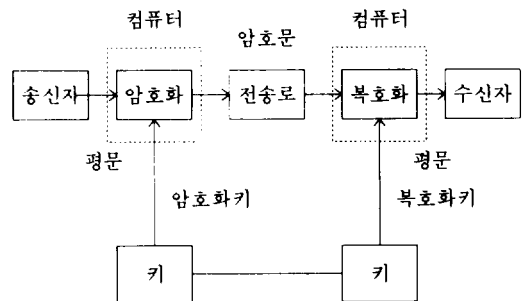 컴퓨터
컴퓨터
암호문
송신자
암호화
전송로
복호화
수신자
평문
평문
암호화키
복호화키
키
키